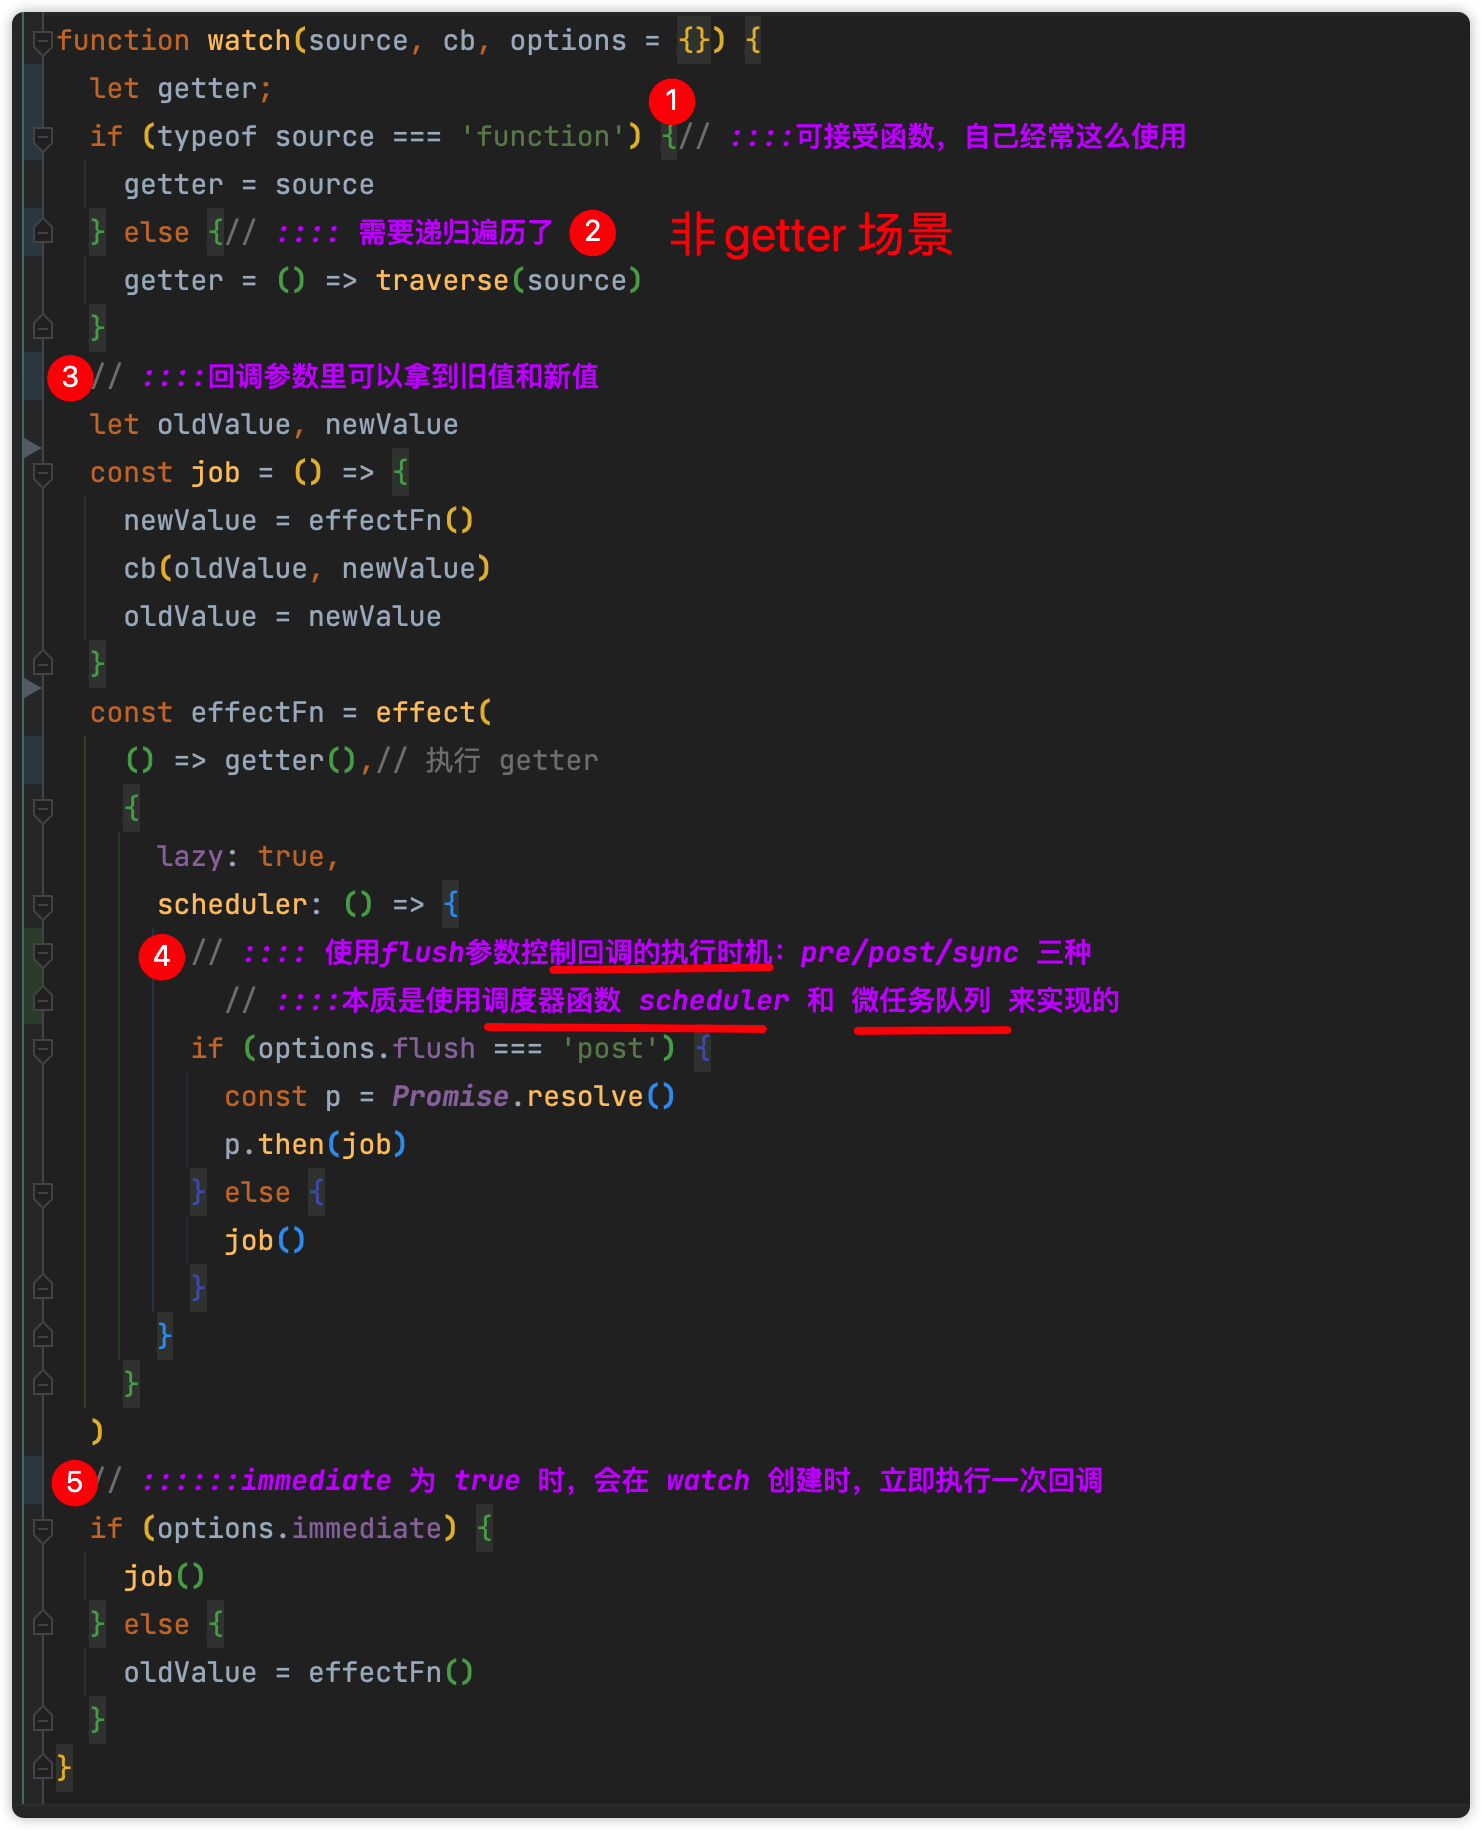 function watch(source, cb, options = {}) {
  let getter;
1
  if (typeof source === 'function') {// ::::可接受函数，自己经常这么使用
    getter = source
  } else {// :::: 需要递归遍历了 2 非 getter 场景
    getter = () => traverse(source)
  }
3 // ::::回调参数里可以拿到旧值和新值
  let oldValue, newValue
  const job = () => {
    newValue = effectFn()
    cb(oldValue, newValue)
    oldValue = newValue
  }
  const effectFn = effect(
    () => getter(),// 执行 getter
    {
      lazy: true,
      scheduler: () => {
4 // :::: 使用flush参数控制回调的执行时机：pre/post/sync 三种
          // ::::本质是使用调度器函数 scheduler 和 微任务队列 来实现的
        if (options.flush === 'post') {
          const p = Promise.resolve()
          p.then(job)
        } else {
          job()
        }
      }
    }
  )
5 // ::::::immediate 为 true 时，会在 watch 创建时，立即执行一次回调
  if (options.immediate) {
    job()
  } else {
    oldValue = effectFn()
  }
}